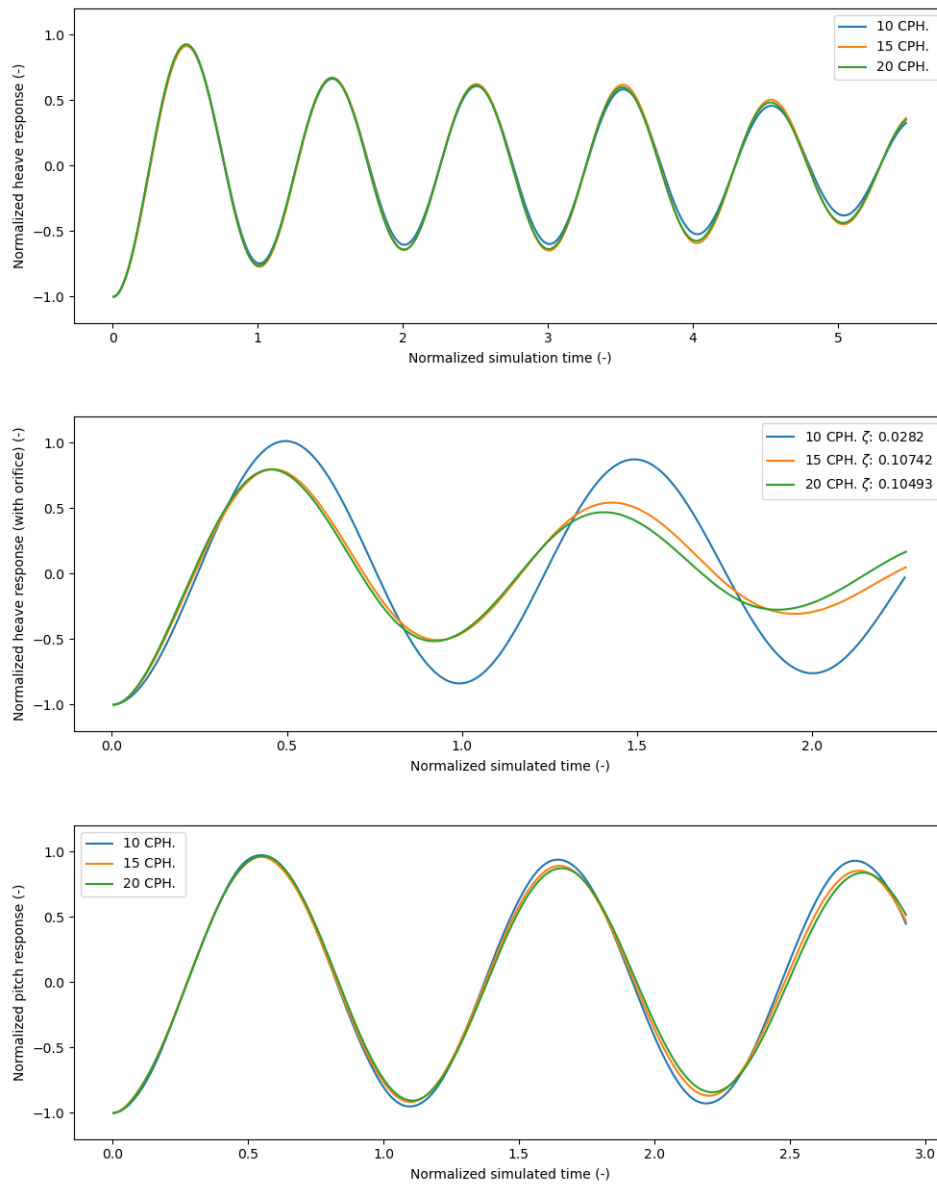 Normalized heave response (-)
1.0
0.5
0.0
−0.5
−1.0
10 CPH.
15 CPH.
20 CPH.
0 1 2 3 4 5
Normalized simulation time (-)
Normalized heave response (with orifice) (-)
1.0
0.5
0.0
−0.5
−1.0
10 CPH. ζ̄: 0.0282
15 CPH. ζ̄: 0.10742
20 CPH. ζ̄: 0.10493
0.0 0.5 1.0 1.5 2.0
Normalized simulated time (-)
Normalized pitch response (-)
1.0
0.5
0.0
−0.5
−1.0
10 CPH.
15 CPH.
20 CPH.
0.0 0.5 1.0 1.5 2.0 2.5 3.0
Normalized simulated time (-)